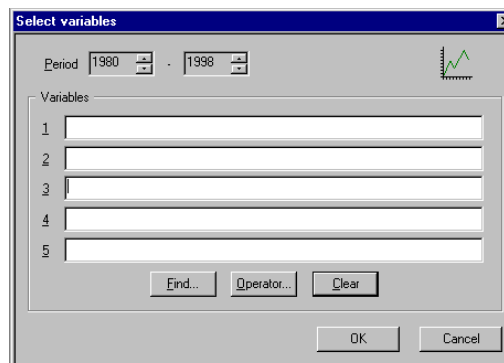 Select variables
Period 1980 - 1998
Variables
1
2
3
4
5
Find... Operator... Clear
OK Cancel